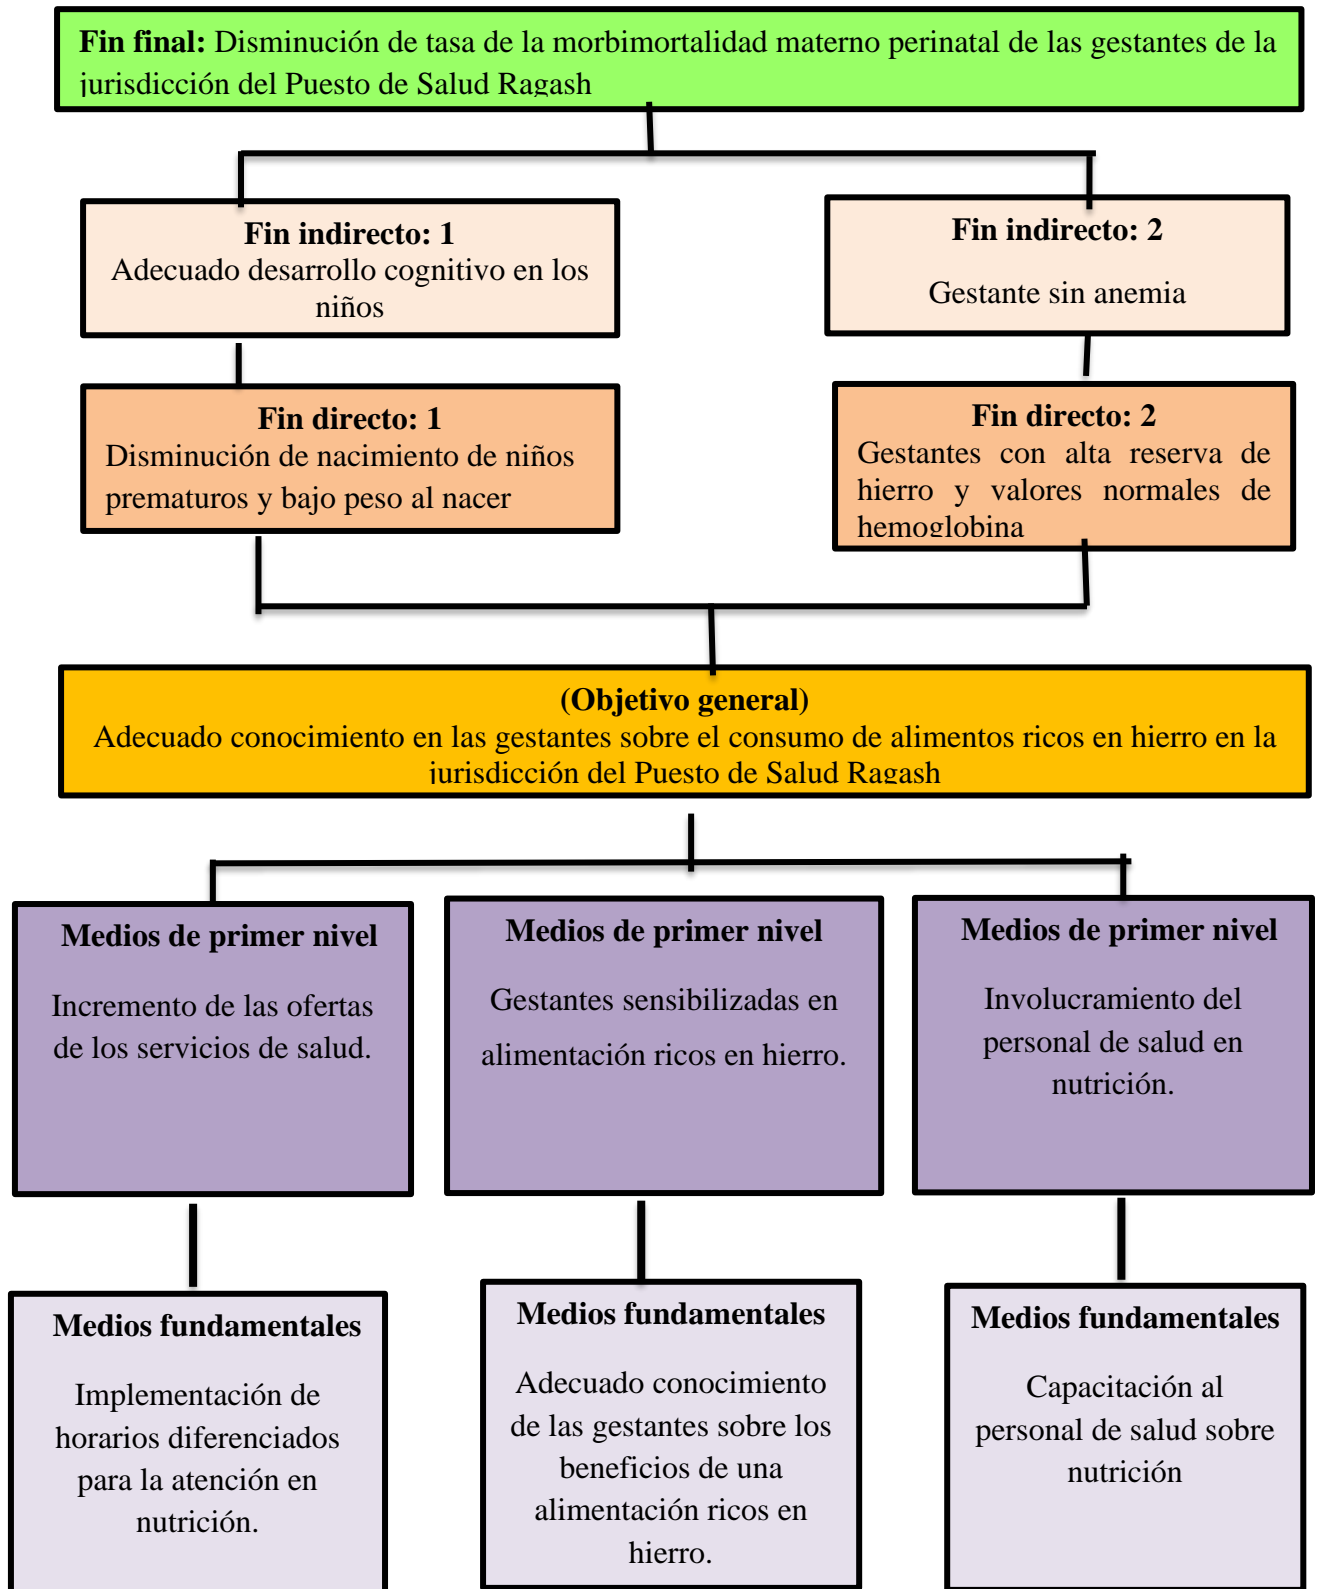 Fin final: Disminución de tasa de la morbimortalidad materno perinatal de las gestantes de la
jurisdicción del Puesto de Salud Ragash
Fin indirecto: 1
Adecuado desarrollo cognitivo en los
niños
Fin indirecto: 2
Gestante sin anemia
Fin directo: 1
Disminución de nacimiento de niños
prematuros y bajo peso al nacer
Fin directo: 2
Gestantes con alta reserva de
hierro y valores normales de
hemoglobina
(Objetivo general)
Adecuado conocimiento en las gestantes sobre el consumo de alimentos ricos en hierro en la
jurisdicción del Puesto de Salud Ragash
Medios de primer nivel
Incremento de las ofertas
de los servicios de salud.
Medios de primer nivel
Gestantes sensibilizadas en
alimentación ricos en hierro.
Medios de primer nivel
Involucramiento del
personal de salud en
nutrición.
Medios fundamentales
Implementación de
horarios diferenciados
para la atención en
nutrición.
Medios fundamentales
Adecuado conocimiento
de las gestantes sobre los
beneficios de una
alimentación ricos en
hierro.
Medios fundamentales
Capacitación al
personal de salud sobre
nutrición